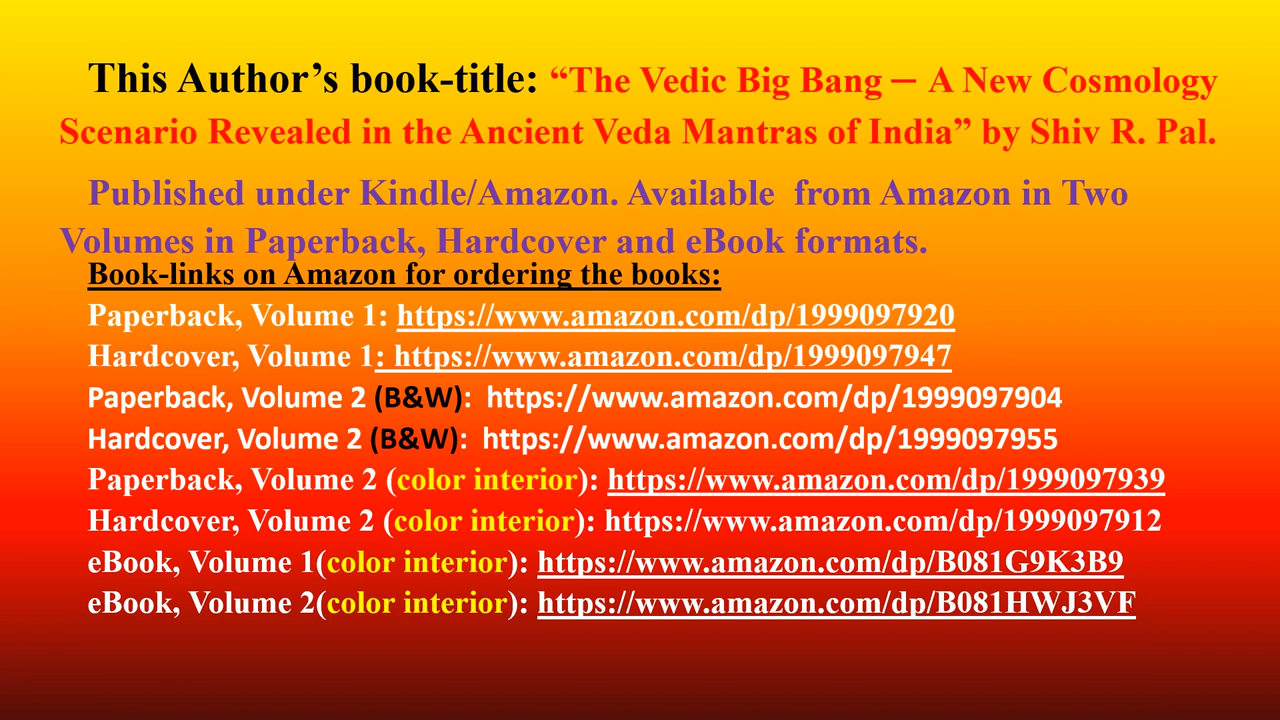 This Author’s book-title: “The Vedic Big Bang – A New Cosmology
Scenario Revealed in the Ancient Veda Mantras of India” by Shiv R. Pal.
Published under Kindle/Amazon. Available  from Amazon in Two
Volumes in Paperback, Hardcover and eBook formats.
Book-links on Amazon for ordering the books:
Paperback, Volume 1: https://www.amazon.com/dp/1999097920
Hardcover, Volume 1: https://www.amazon.com/dp/1999097947
Paperback, Volume 2 (B&W):  https://www.amazon.com/dp/1999097904
Hardcover, Volume 2 (B&W):  https://www.amazon.com/dp/1999097955
Paperback, Volume 2 (color interior): https://www.amazon.com/dp/1999097939
Hardcover, Volume 2 (color interior): https://www.amazon.com/dp/1999097912
eBook, Volume 1(color interior): https://www.amazon.com/dp/B081G9K3B9
eBook, Volume 2(color interior): https://www.amazon.com/dp/B081HWJ3VF